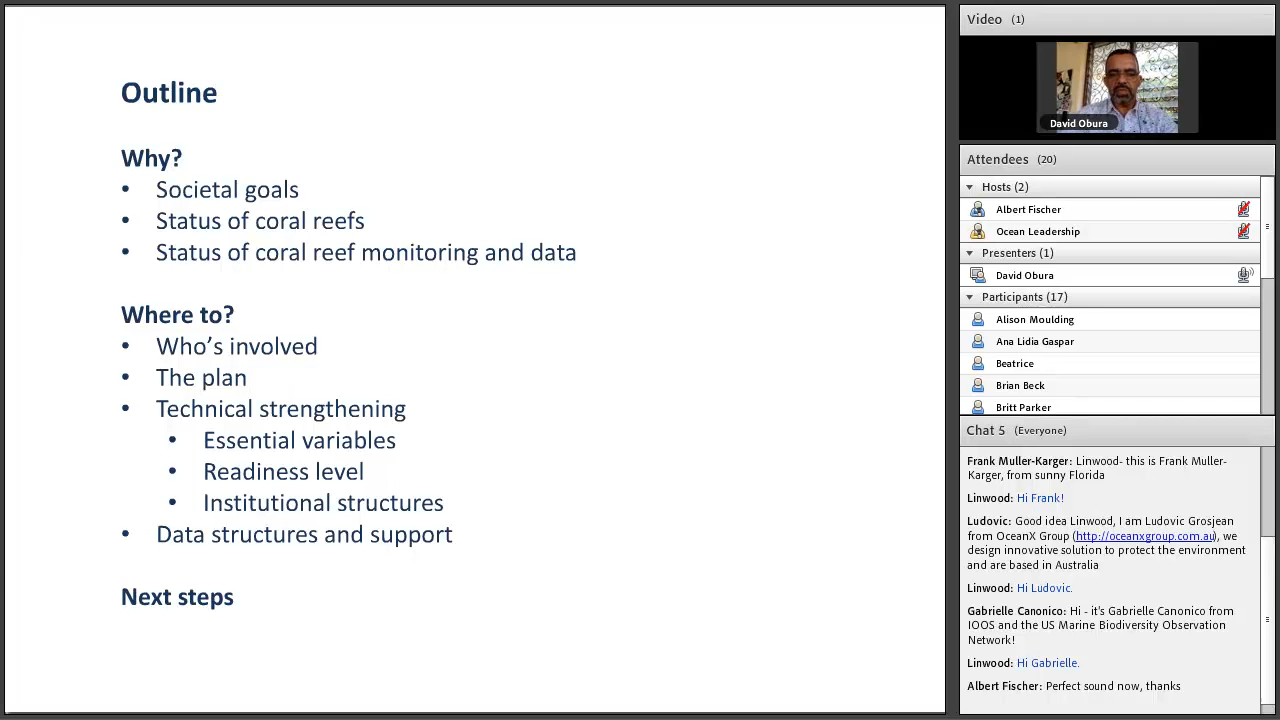 Outline
Why?
• Societal goals
• Status of coral reefs
• Status of coral reef monitoring and data
Where to?
• Who's involved
• The plan
• Technical strengthening
• Essential variables
• Readiness level
• Institutional structures
• Data structures and support
Next steps
Video (1)
David Obura
Attendees (20)
Hosts (2)
Albert Fischer
Ocean Leadership
Presenters (1)
David Obura
Participants (17)
Alison Moulding
Ana Lidia Gaspar
Beatrice
Brian Beck
Britt Parker
Chat 5 (Everyone)
Frank Muller-Karger: Linwood- this is Frank Muller-
Karger, from sunny Florida
Linwood: Hi Frank!
Ludovic: Good idea Linwood, I am Ludovic Grosjean
from OceanX Group (http://oceanxgroup.com.au), we
design innovative solution to protect the environment
and are based in Australia
Linwood: Hi Ludovic.
Gabrielle Canonico: Hi - it's Gabrielle Canonico from
IOOS and the US Marine Biodiversity Observation
Network!
Linwood: Hi Gabrielle.
Albert Fischer: Perfect sound now, thanks